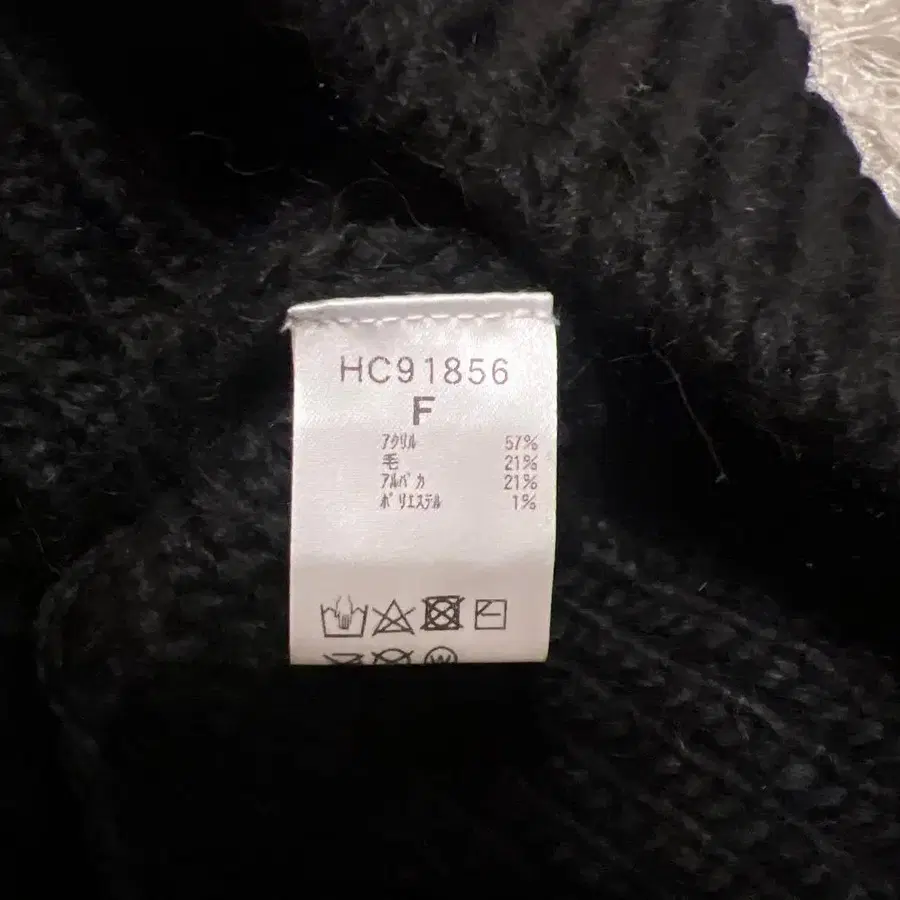 HC91856
F
アクリル 57%
毛 21%
アルパカ 21%
ポリエステル 1%
W